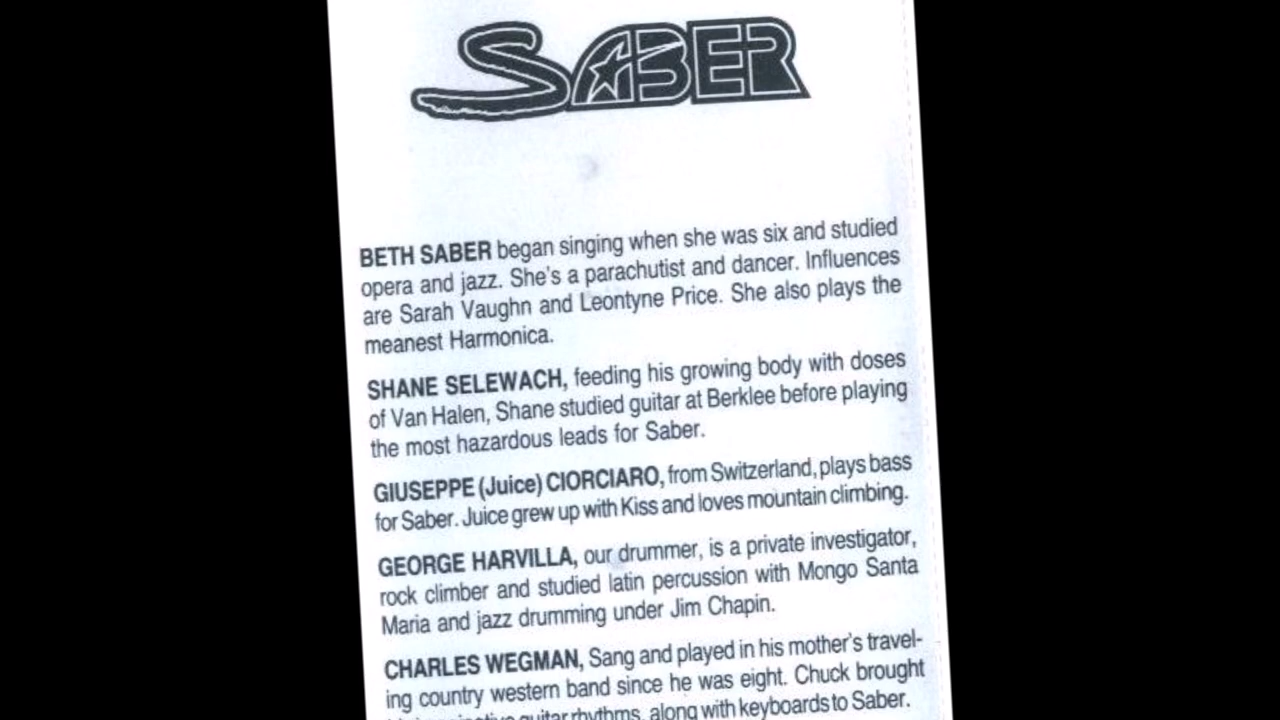 SABER
BETH SABER began singing when she was six and studied
opera and jazz. She's a parachutist and dancer. Influences
are Sarah Vaughn and Leontyne Price. She also plays the
meanest Harmonica.
SHANE SELEWACH, feeding his growing body with doses
of Van Halen, Shane studied guitar at Berklee before playing
the most hazardous leads for Saber.
GIUSEPPE (Juice) CIORCIARO, from Switzerland, plays bass
for Saber. Juice grew up with Kiss and loves mountain climbing.
GEORGE HARVILLA, our drummer, is a private investigator,
rock climber and studied latin percussion with Mongo Santa
Maria and jazz drumming under Jim Chapin.
CHARLES WEGMAN, Sang and played in his mother's travel-
ing country western band since he was eight. Chuck brought
guitar rhythms, along with keyboards to Saber.